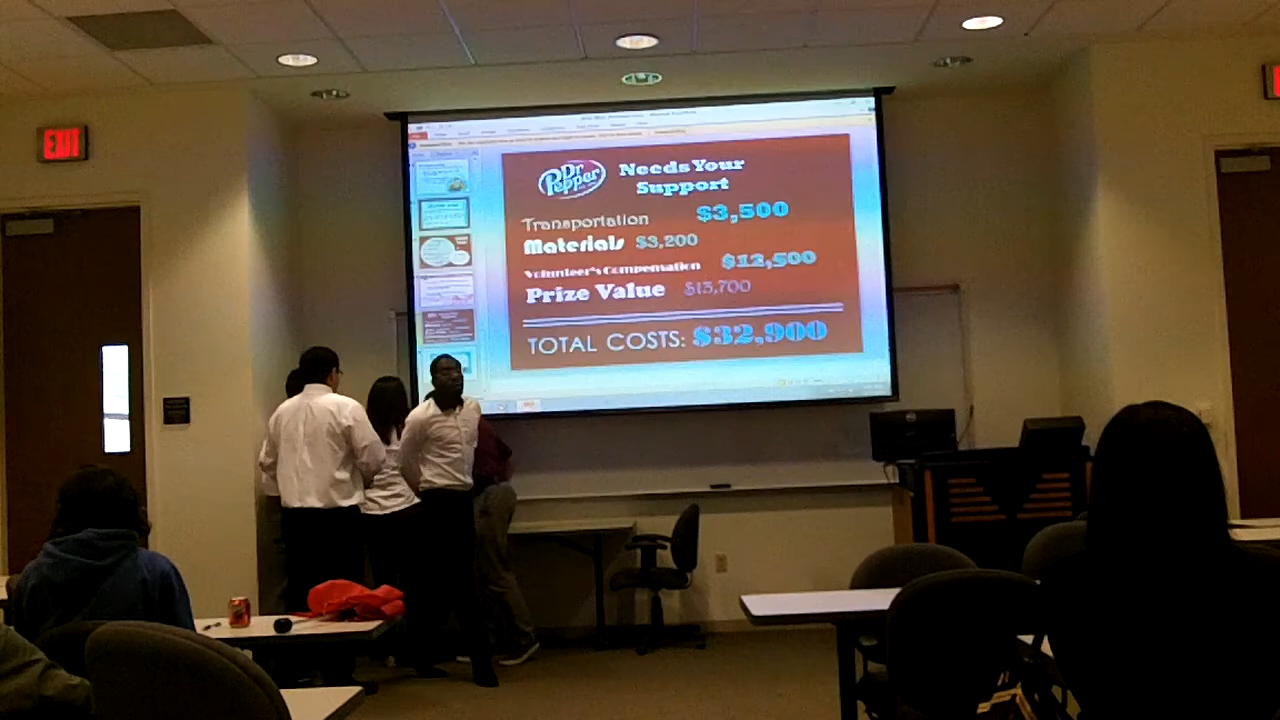 EXIT
Dr Pepper
Needs Your
Support
Transportation $3,500
Materials $3,200
Volunteer's Compensation $12,500
Prize Value $13,700
TOTAL COSTS: $32,900